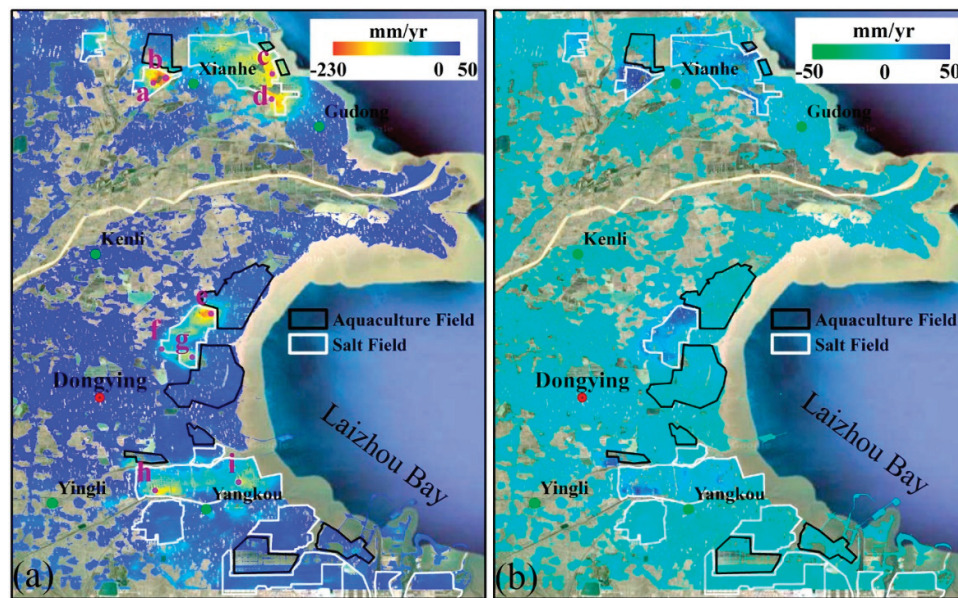 mm/yr
-230
0
50
b
a
Xianhe
c
d
Gudong
Kenli
e
f
g
Aquaculture Field
Salt Field
Dongying
Laizhou Bay
h
i
Yingli
Yangkou
(a)
mm/yr
-50
0
50
Xianhe
Gudong
Kenli
Aquaculture Field
Salt Field
Dongying
Laizhou Bay
Yingli
Yangkou
(b)